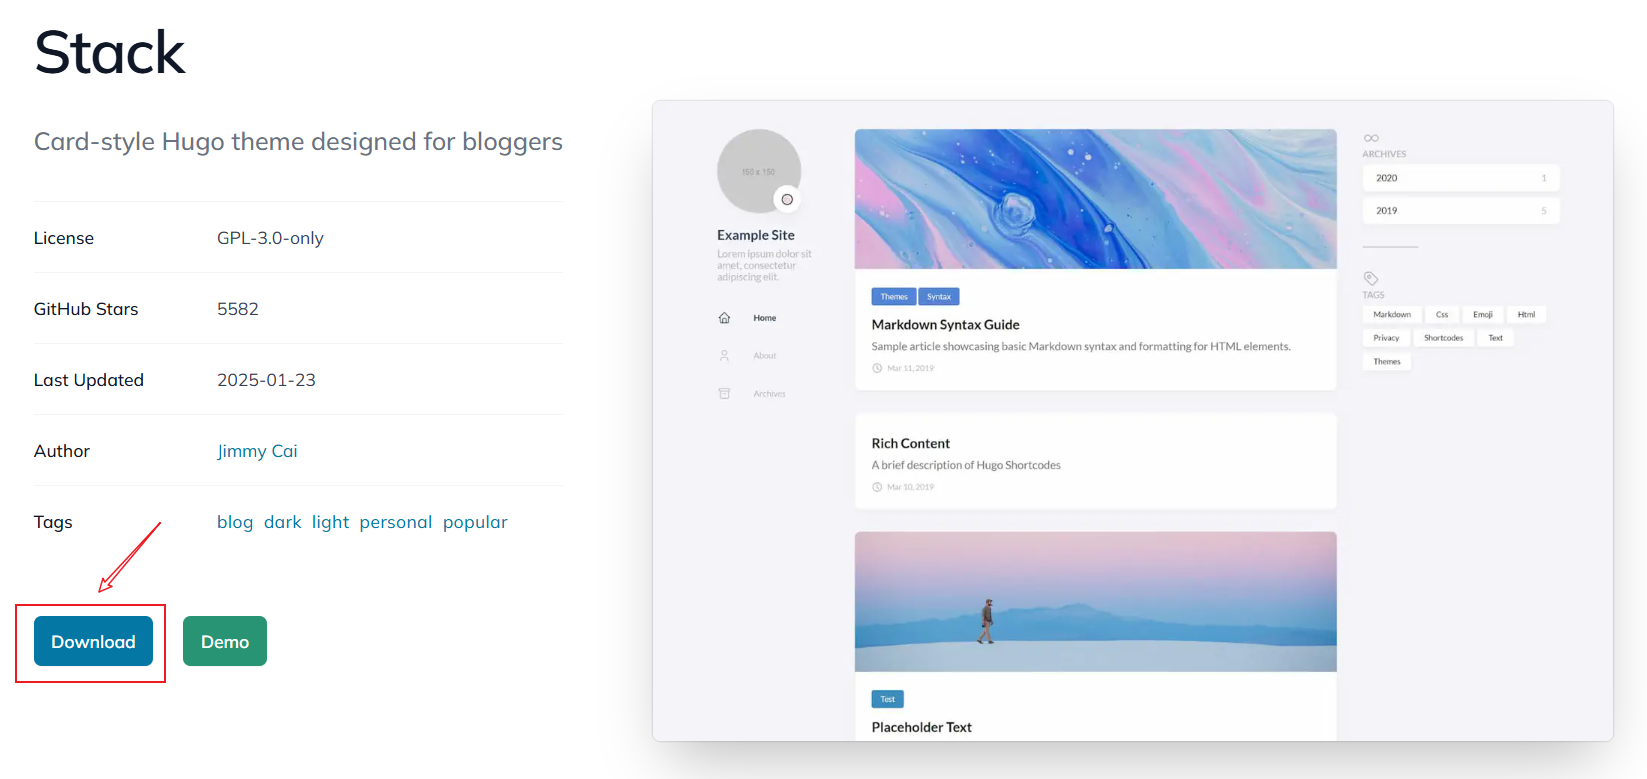 Stack
Card-style Hugo theme designed for bloggers
License GPL-3.0-only
GitHub Stars 5582
Last Updated 2025-01-23
Author Jimmy Cai
Tags blog dark light personal popular
Download Demo
150 x 150
Example Site
Lorem ipsum dolor sit
amet, consectetur
adipiscing elit.
Home
About
Archives
Themes Syntax
Markdown Syntax Guide
Sample article showcasing basic Markdown syntax and formatting for HTML elements.
Mar 11, 2019
Rich Content
A brief description of Hugo Shortcodes
Mar 10, 2019
Test
Placeholder Text
ARCHIVES
2020 1
2019 5
TAGS
Markdown Css Emoji Html
Privacy Shortcodes Text
Themes